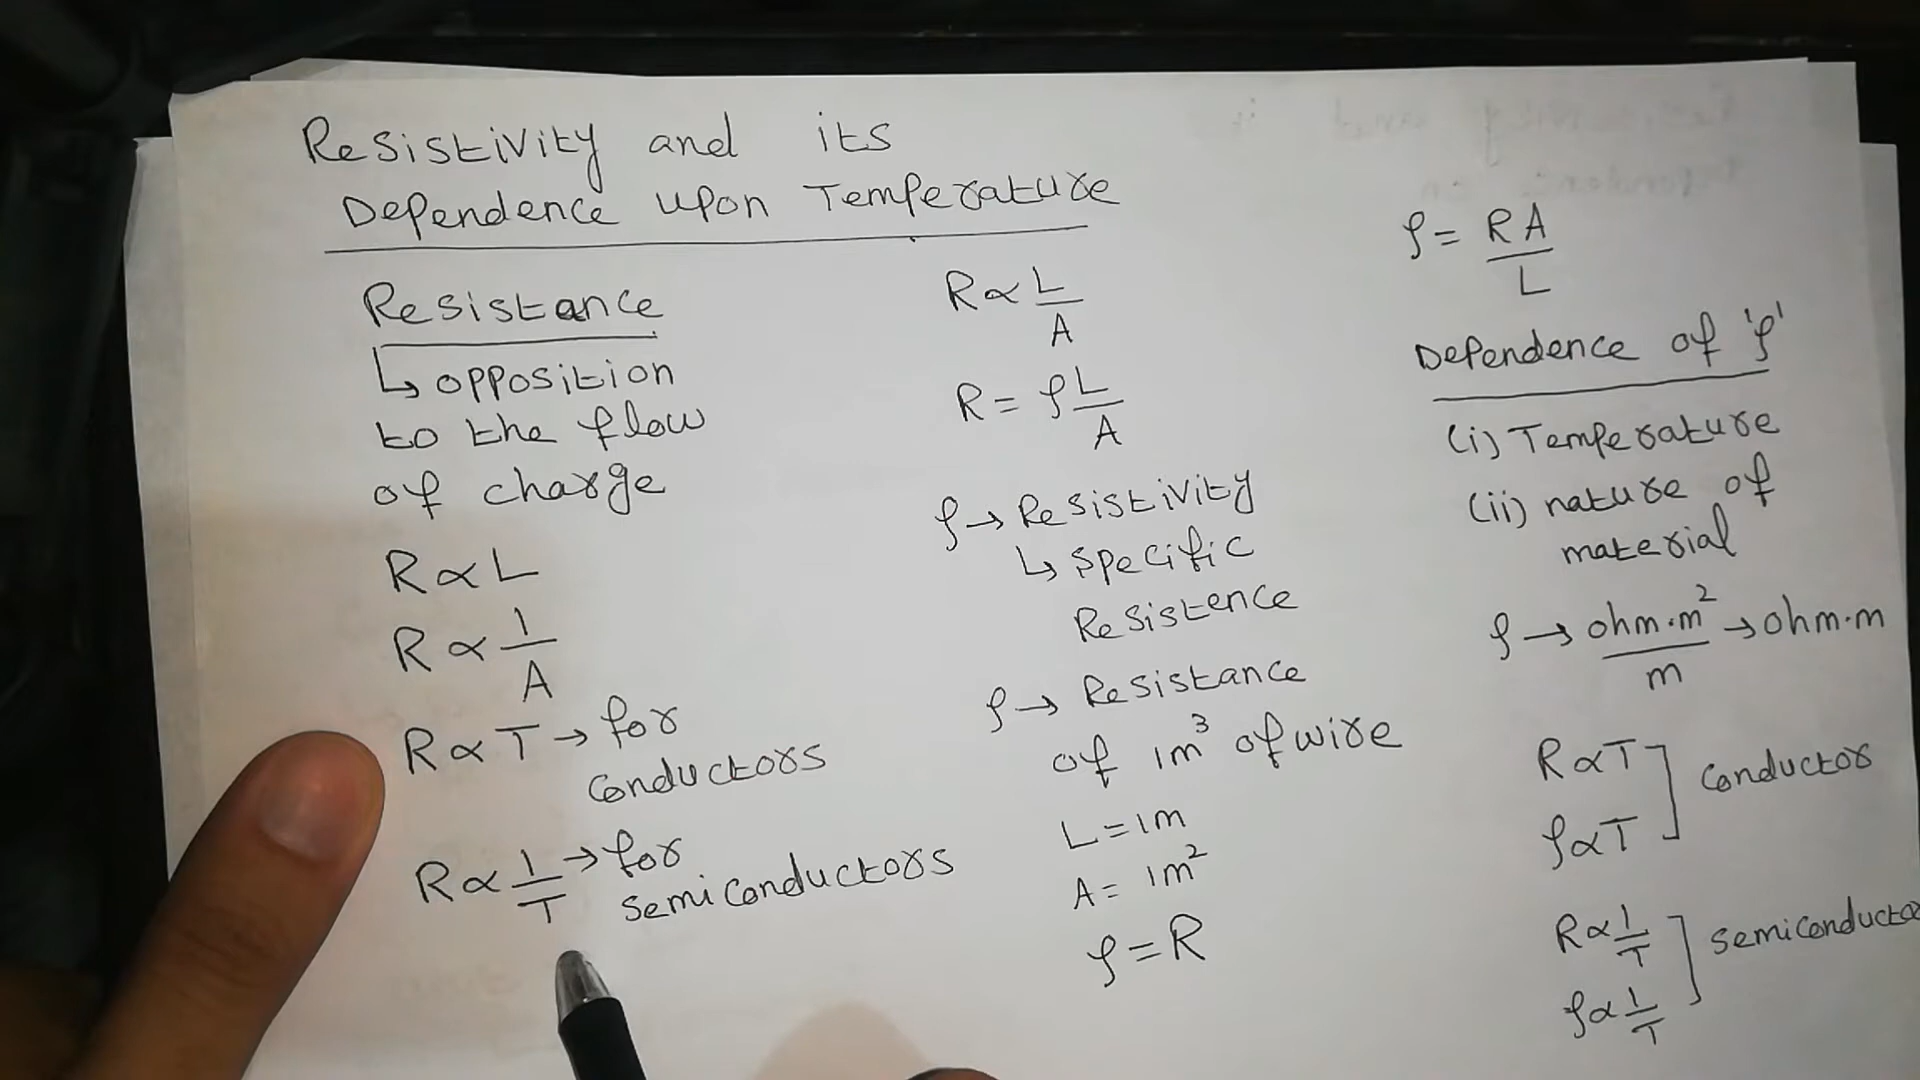 Resistivity and its
Dependence upon Temperature
Resistance
↳ opposition
to the flow
of charge
R ∝ L
R ∝ 1/A
R ∝ T → for
conductors
R ∝ 1/T → for
semiconductors
R ∝ L/A
R = ρ L/A
ρ → Resistivity
↳ specific
Resistence
ρ → Resistance
of 1m³ of wire
L = 1m
A = 1m²
ρ = R
ρ = RA/L
Dependence of 'ρ'
(i) Temperature
(ii) nature of
material
ρ → ohm·m²/m → ohm·m
R ∝ T ] conductor
ρ ∝ T
R ∝ 1/T ] semiconducto
ρ ∝ 1/T